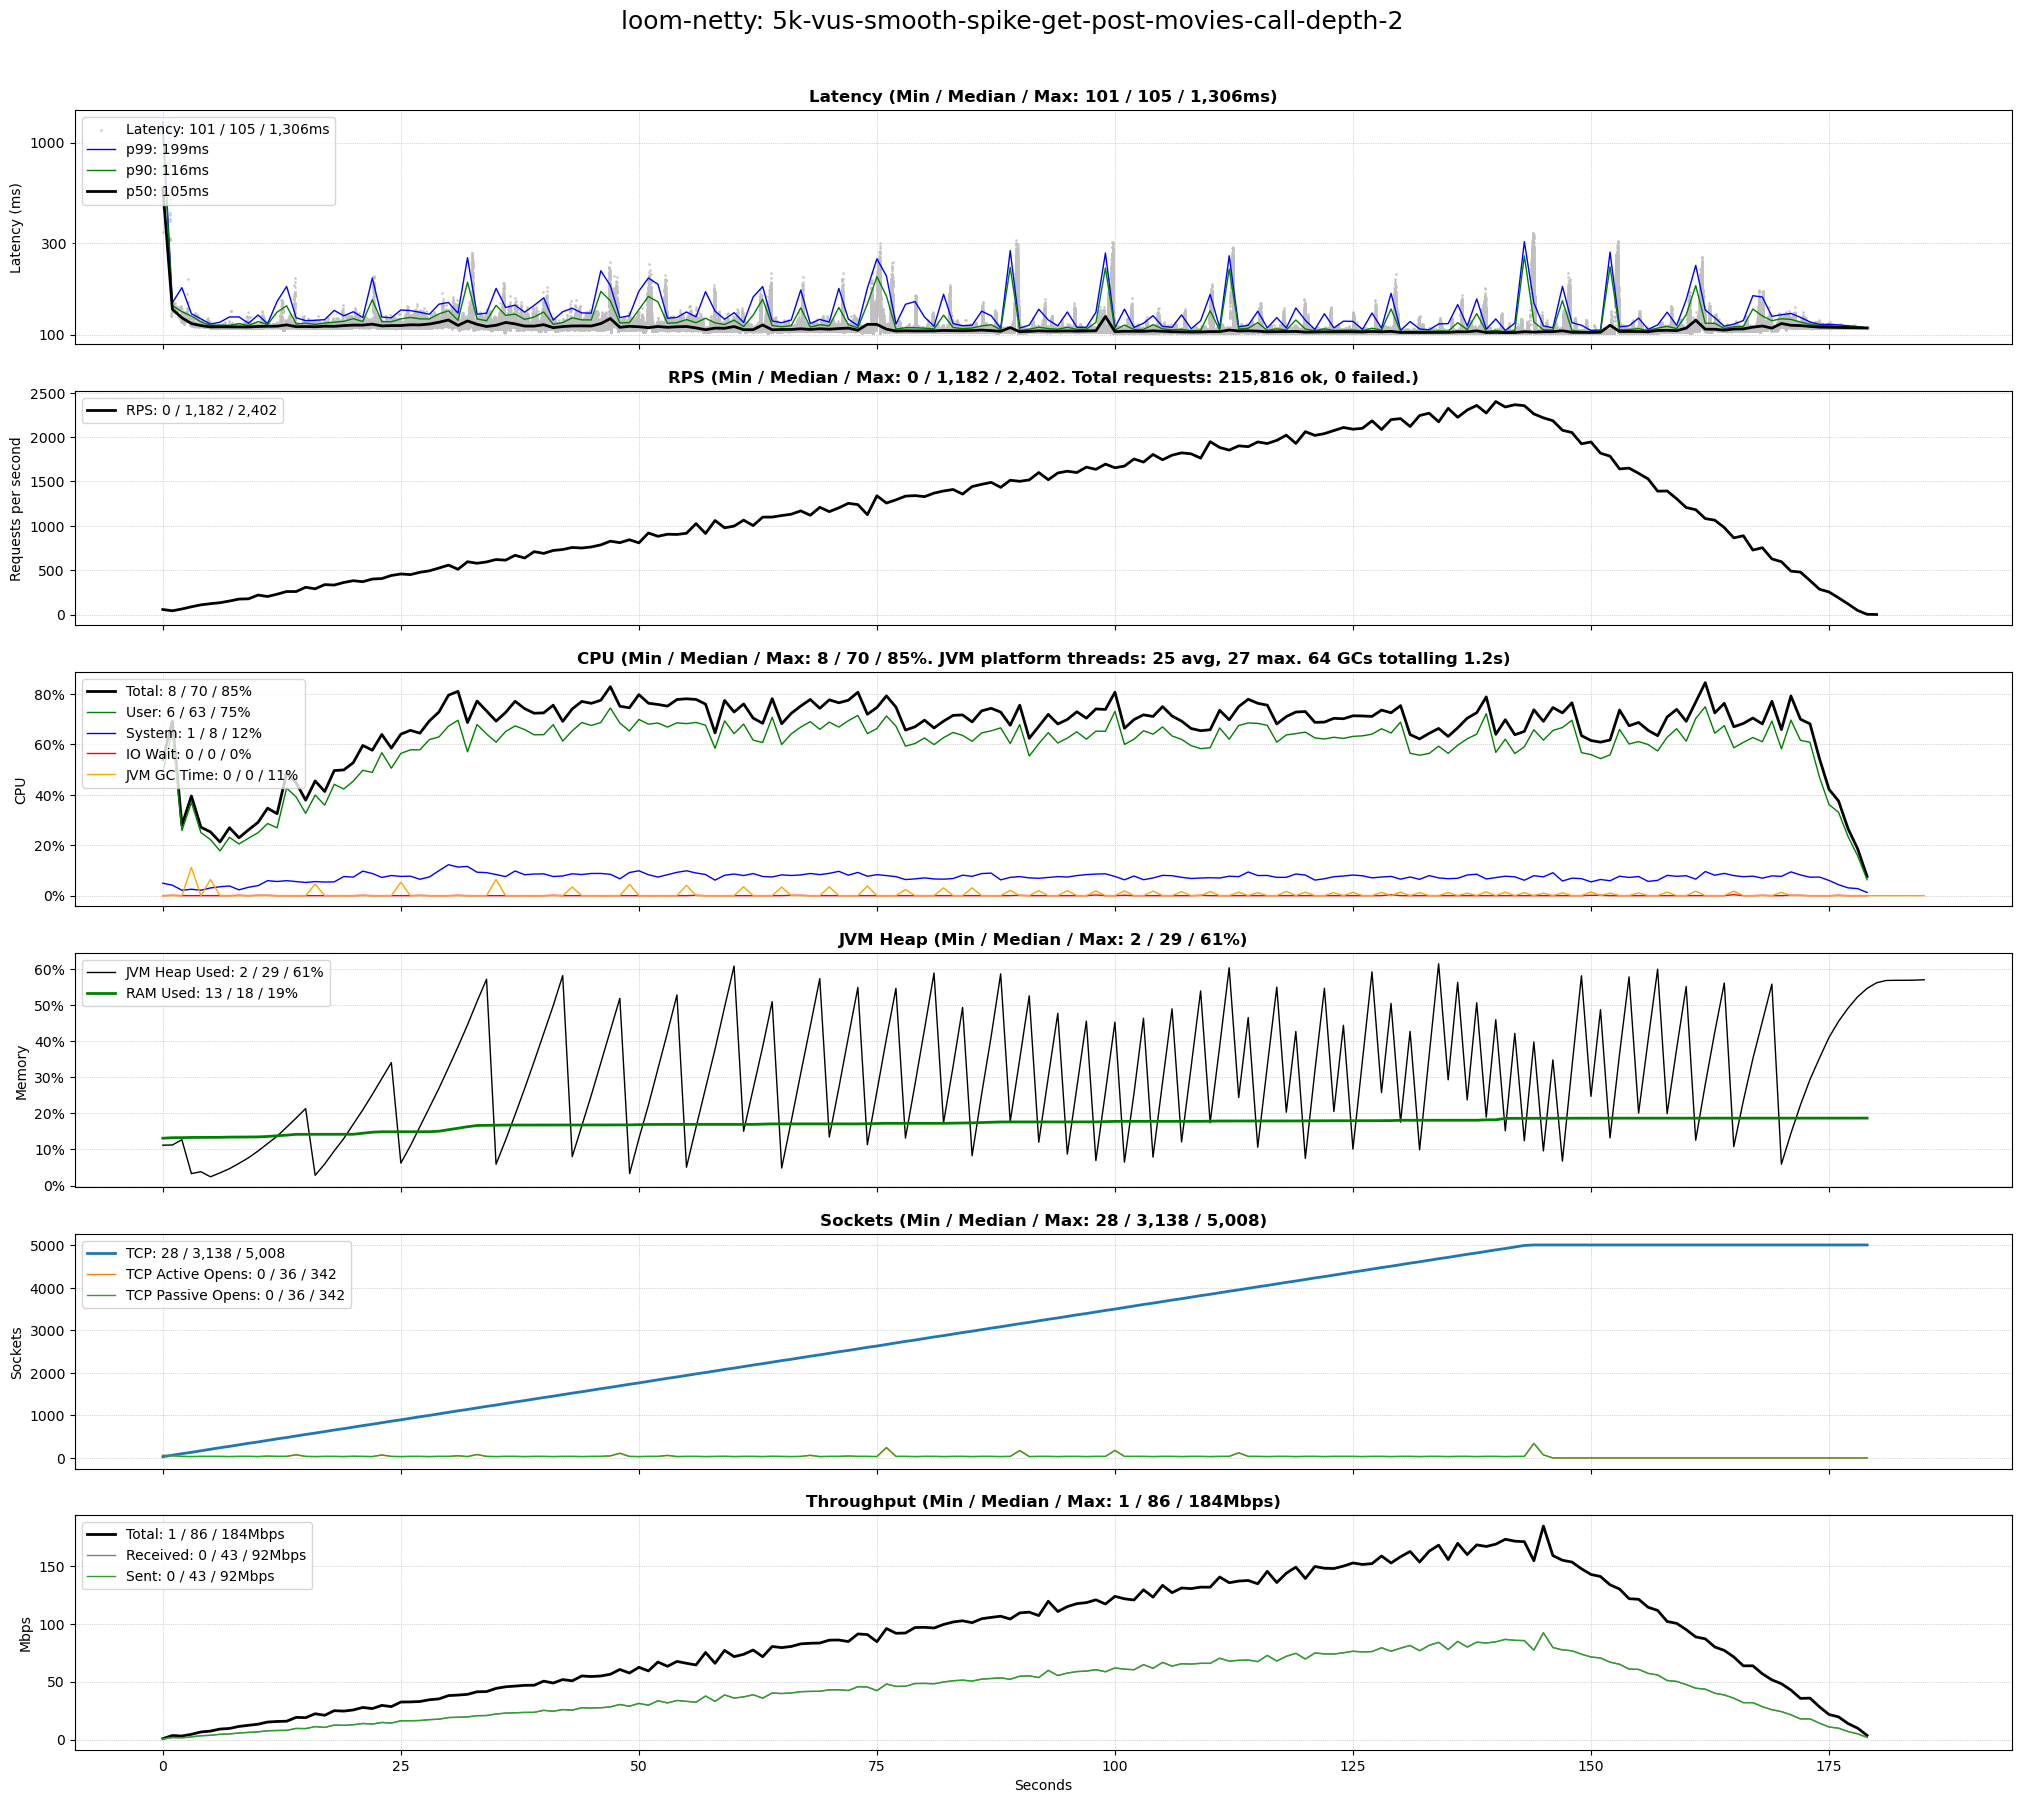 loom-netty: 5k-vus-smooth-spike-get-post-movies-call-depth-2
Latency (Min / Median / Max: 101 / 105 / 1,306ms)
Latency: 101 / 105 / 1,306ms
p99: 199ms
p90: 116ms
p50: 105ms
1000
300
100
Latency (ms)
RPS (Min / Median / Max: 0 / 1,182 / 2,402. Total requests: 215,816 ok, 0 failed.)
RPS: 0 / 1,182 / 2,402
2500
2000
1500
1000
500
0
Requests per second
CPU (Min / Median / Max: 8 / 70 / 85%. JVM platform threads: 25 avg, 27 max. 64 GCs totalling 1.2s)
Total: 8 / 70 / 85%
User: 6 / 63 / 75%
System: 1 / 8 / 12%
IO Wait: 0 / 0 / 0%
JVM GC Time: 0 / 0 / 11%
80%
60%
40%
20%
0%
CPU
JVM Heap (Min / Median / Max: 2 / 29 / 61%)
JVM Heap Used: 2 / 29 / 61%
RAM Used: 13 / 18 / 19%
60%
50%
40%
30%
20%
10%
0%
Memory
Sockets (Min / Median / Max: 28 / 3,138 / 5,008)
TCP: 28 / 3,138 / 5,008
TCP Active Opens: 0 / 36 / 342
TCP Passive Opens: 0 / 36 / 342
5000
4000
3000
2000
1000
0
Sockets
Throughput (Min / Median / Max: 1 / 86 / 184Mbps)
Total: 1 / 86 / 184Mbps
Received: 0 / 43 / 92Mbps
Sent: 0 / 43 / 92Mbps
150
100
50
0
Mbps
0 25 50 75 100 125 150 175
Seconds